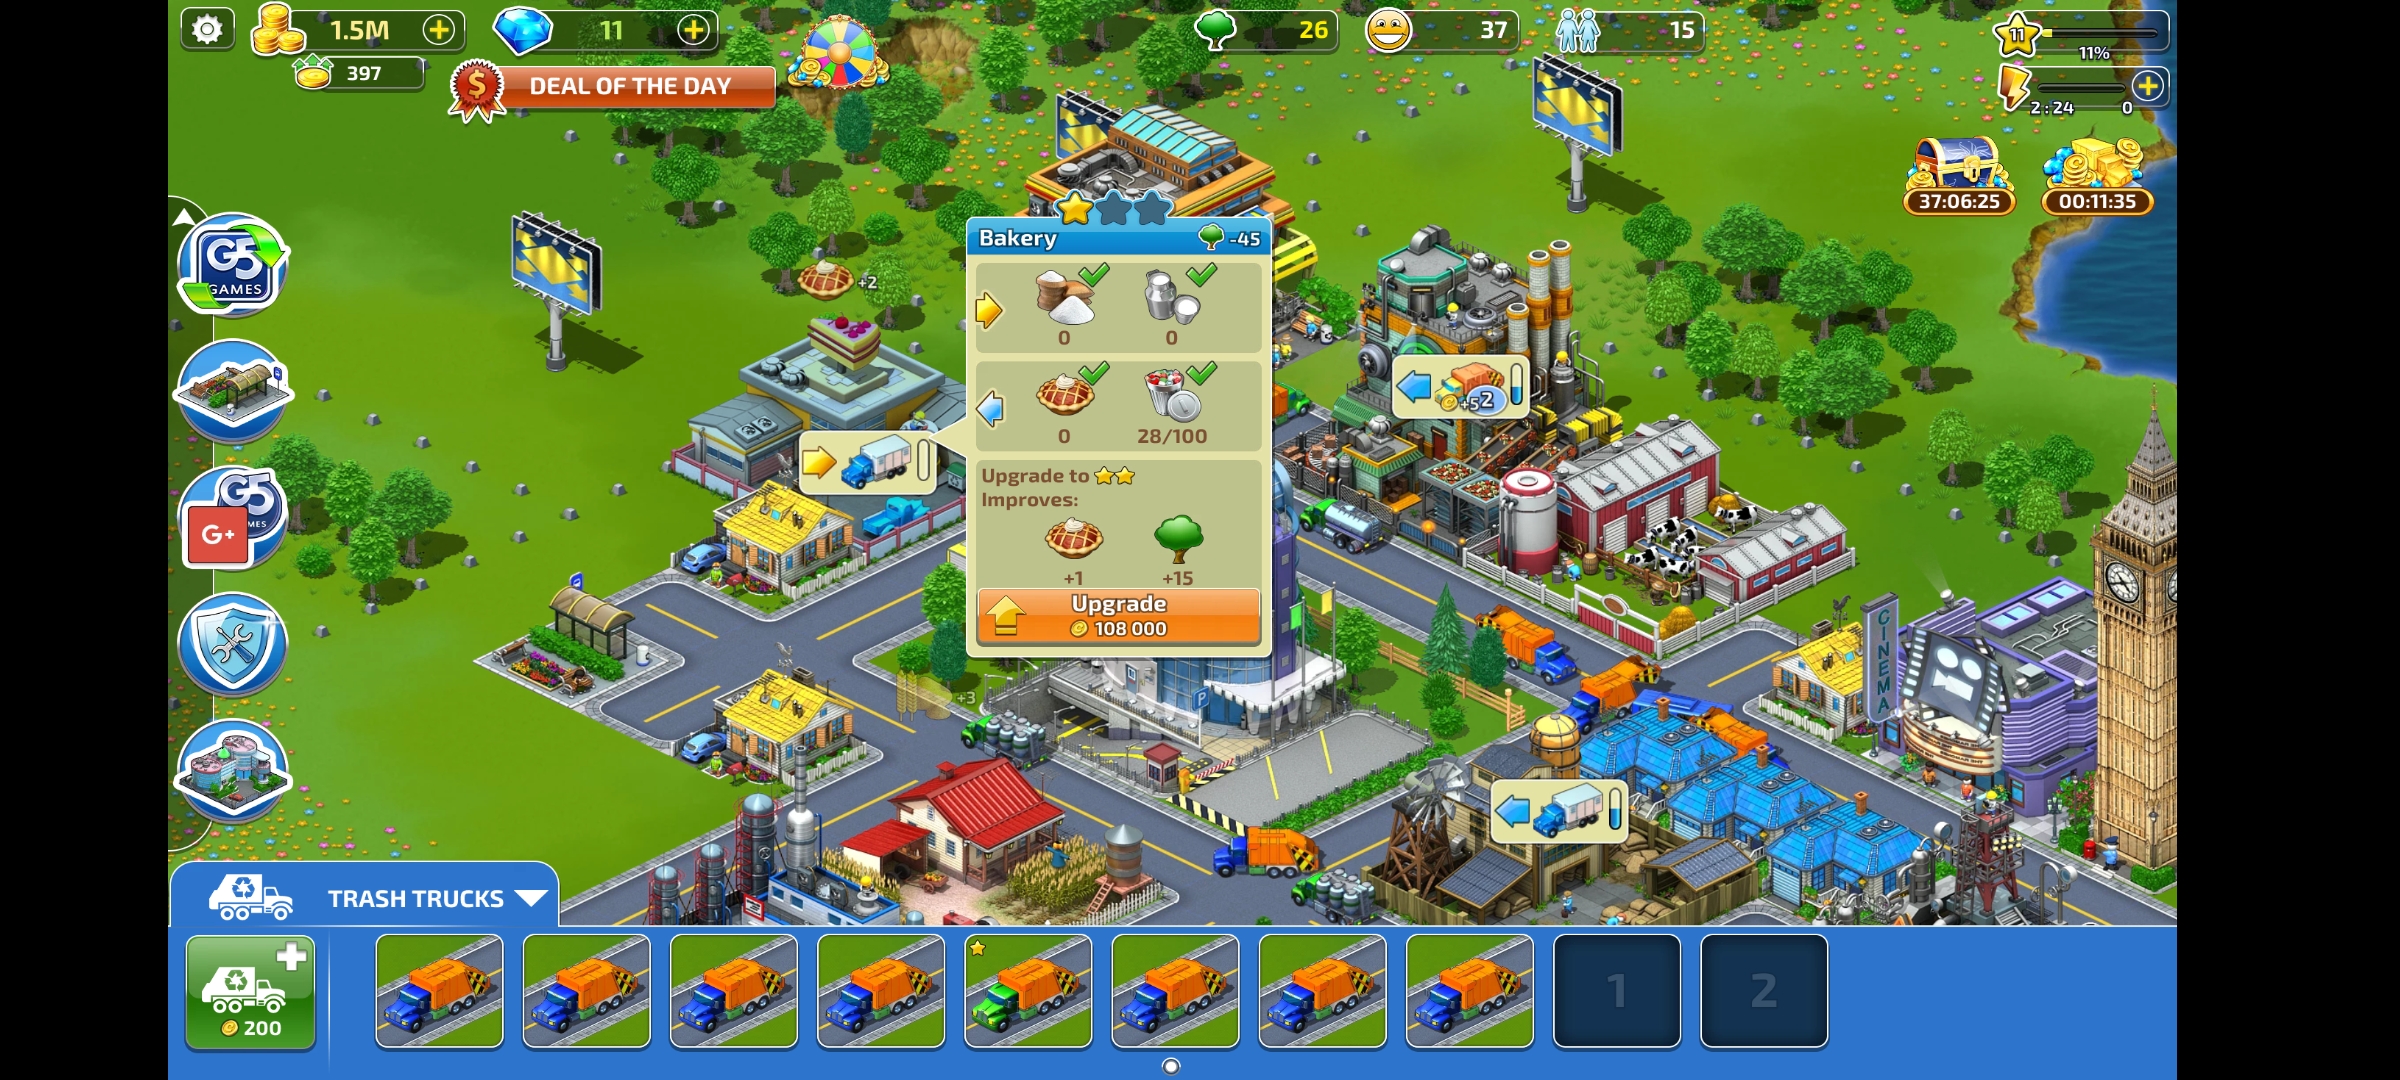 1.5M
11
26
37
15
11
11%
397
DEAL OF THE DAY
2:24
0
37:06:25
00:11:35
G5
GAMES
Bakery
-45
+2
0
0
0
28/100
+52
Upgrade to
Improves:
G5
MES
G+
+1
+15
Upgrade
108 000
CINEMA
+3
P
TRASH TRUCKS
200
1
2